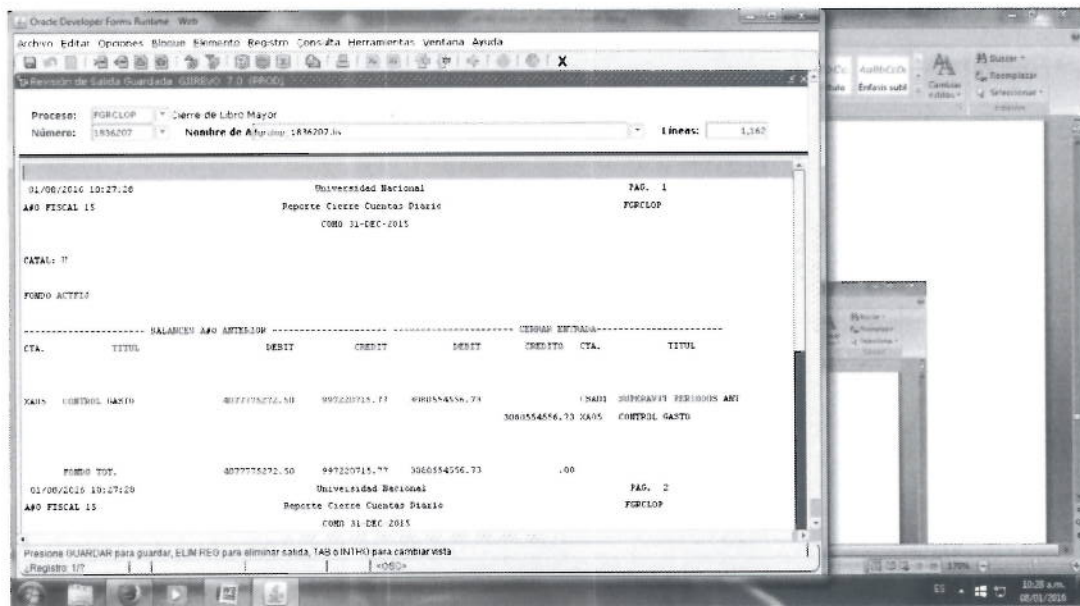 Oracle Developer Forms Runtime - Web
Archivo Editar Opciones Bloque Elemento Registro Consulta Herramientas Ventana Ayuda
Revisión de Salida Guardada GJIREVO 7.0 (PROD)
Proceso: FGRCLOP Cierre de Libro Mayor
Número: 1836207 Nombre de A 1836207.lis Líneas: 1,162
10:27:28 Universidad Nacional PAG. 1
A#O FISCAL 15 Reporte Cierre Cuentas Diario FGRCLOP
COMO 31-DEC-2015
CATAL:
FONDO ACTFIJ
BALANCES A#O ANTERIOR CERRAR ENTRADA
CTA. TITUL DEBIT CREDIT DEBIT CREDITO CTA. TITUL
XA05 CONTROL GASTO 4077775272.50 997220715.77 3080554556.73 SUPERAVIT PERIODOS ANT
3080554556.73 XA05 CONTROL GASTO
FONDO TOT. 4077775272.50 997220715.77 3080554556.73 .00
10:27:28 Universidad Nacional PAG. 2
A#O FISCAL 15 Reporte Cierre Cuentas Diario FGRCLOP
COMO 31-DEC-2015
Presione GUARDAR para guardar, ELIM REG para eliminar salida, TAB o INTRO para cambiar vista
Registro: 1/? <OSC>
Énfasis sutil
Cambiar estilos
Buscar
Reemplazar
Seleccionar
170%
ES
10:28 a.m.
08/01/2016